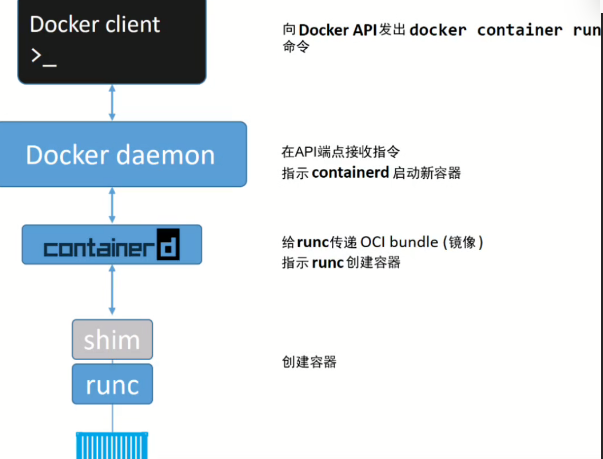 Docker client
>_
向Docker API发出docker container run
命令
Docker daemon
在API端点接收指令
指示 containerd 启动新容器
containerd
给runc传递 OCI bundle (镜像)
指示 runc 创建容器
shim
创建容器
runc